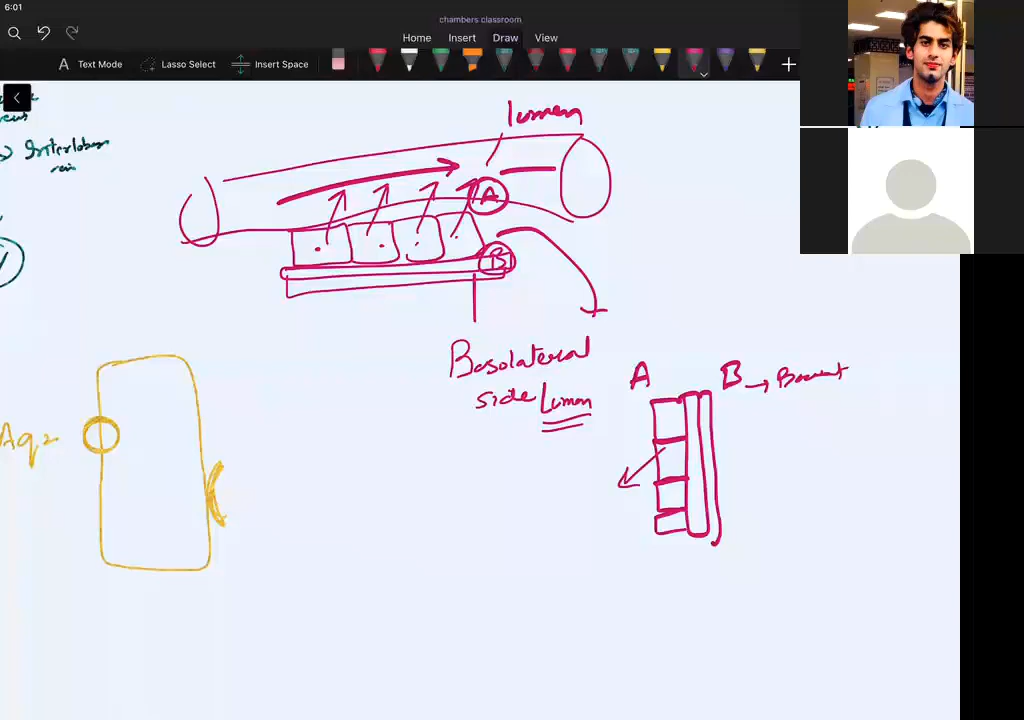 6:01
chambers classroom
Home Insert Draw View
Text Mode Lasso Select Insert Space
lumen
A
B
Basolateral
side Lumen
A B →
Aq2